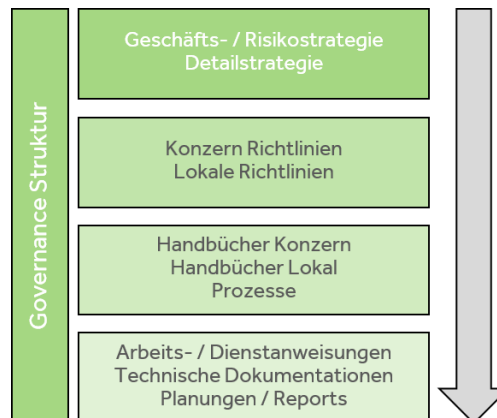 Governance Struktur
Geschäfts- / Risikostrategie
Detailstrategie
Konzern Richtlinien
Lokale Richtlinien
Handbücher Konzern
Handbücher Lokal
Prozesse
Arbeits- / Dienstanweisungen
Technische Dokumentationen
Planungen / Reports